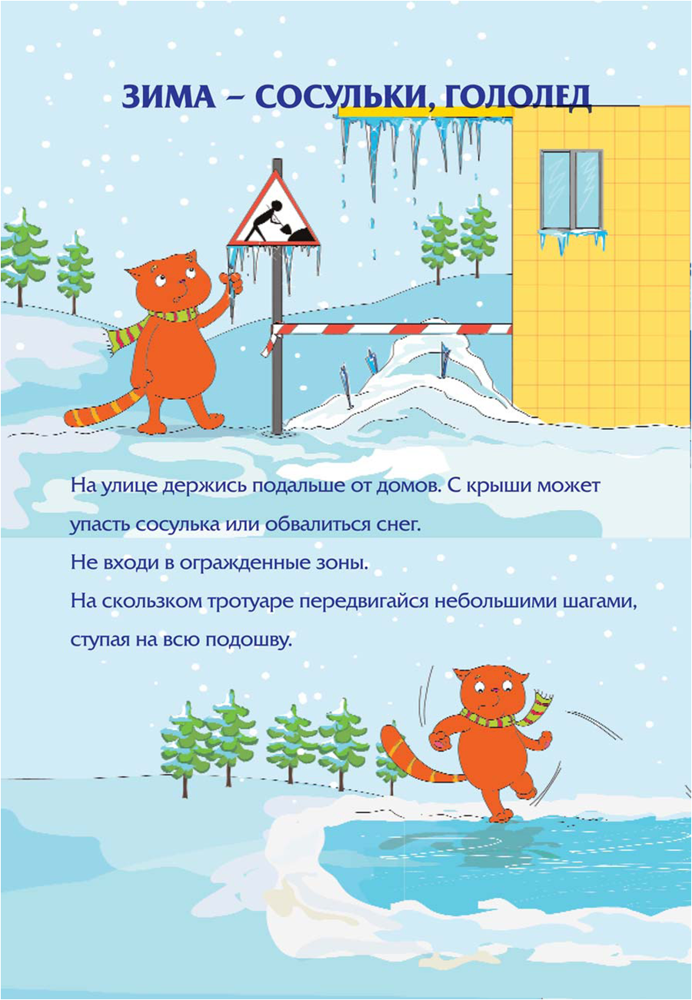 ЗИМА – СОСУЛЬКИ, ГОЛОЛЕД
На улице держись подальше от домов. С крыши может
упасть сосулька или обвалиться снег.
Не входи в огражденные зоны.
На скользком тротуаре передвигайся небольшими шагами,
ступая на всю подошву.